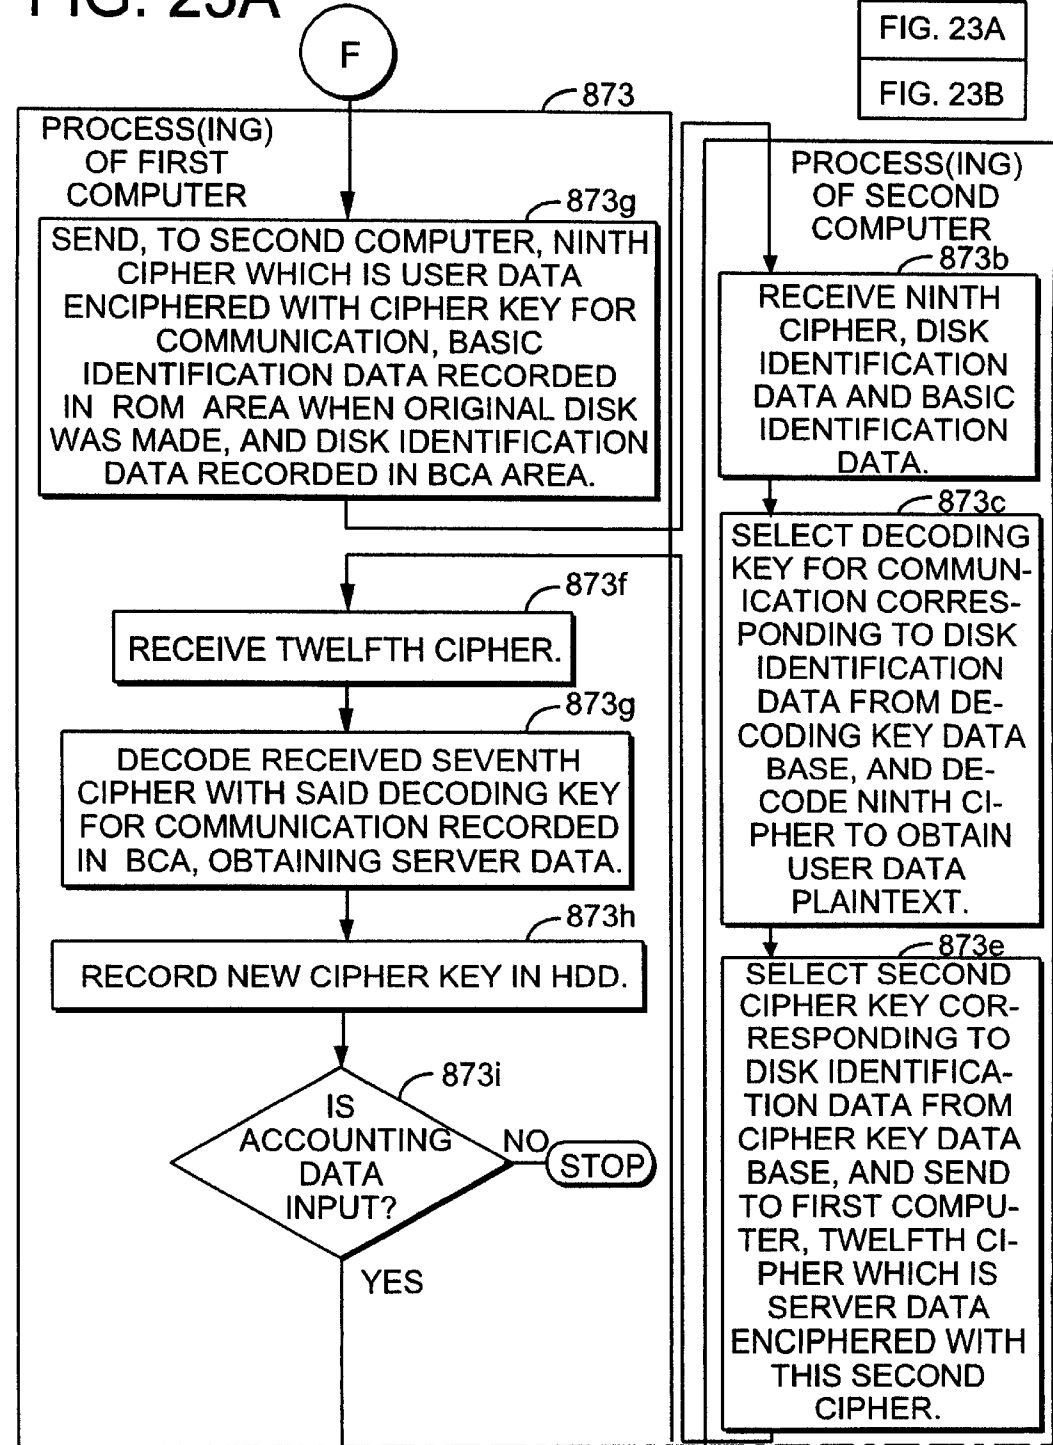 FIG. 23A
F
FIG. 23A
FIG. 23B
873
PROCESS(ING)
OF FIRST
COMPUTER
873g
SEND, TO SECOND COMPUTER, NINTH
CIPHER WHICH IS USER DATA
ENCIPHERED WITH CIPHER KEY FOR
COMMUNICATION, BASIC
IDENTIFICATION DATA RECORDED
IN ROM AREA WHEN ORIGINAL DISK
WAS MADE, AND DISK IDENTIFICATION
DATA RECORDED IN BCA AREA.
873f
RECEIVE TWELFTH CIPHER.
873g
DECODE RECEIVED SEVENTH
CIPHER WITH SAID DECODING KEY
FOR COMMUNICATION RECORDED
IN BCA, OBTAINING SERVER DATA.
873h
RECORD NEW CIPHER KEY IN HDD.
873i
IS
ACCOUNTING
DATA
INPUT?
NO
STOP
YES
PROCESS(ING)
OF SECOND
COMPUTER
873b
RECEIVE NINTH
CIPHER, DISK
IDENTIFICATION
DATA AND BASIC
IDENTIFICATION
DATA.
873c
SELECT DECODING
KEY FOR COMMUN-
ICATION CORRES-
PONDING TO DISK
IDENTIFICATION
DATA FROM DE-
CODING KEY DATA
BASE, AND DE-
CODE NINTH CI-
PHER TO OBTAIN
USER DATA
PLAINTEXT.
873e
SELECT SECOND
CIPHER KEY COR-
RESPONDING TO
DISK IDENTIFICA-
TION DATA FROM
CIPHER KEY DATA
BASE, AND SEND
TO FIRST COMPU-
TER, TWELFTH CI-
PHER WHICH IS
SERVER DATA
ENCIPHERED WITH
THIS SECOND
CIPHER.